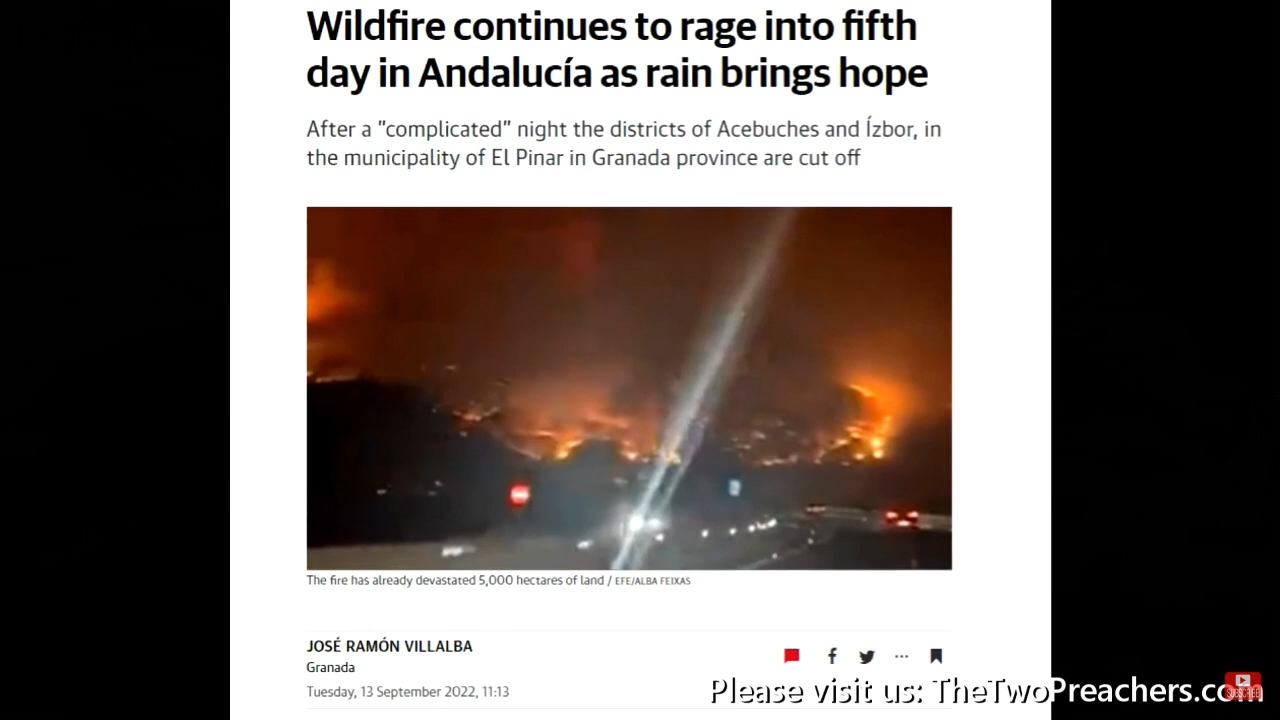 Wildfire continues to rage into fifth
day in Andalucía as rain brings hope
After a "complicated" night the districts of Acebuches and Ízbor, in
the municipality of El Pinar in Granada province are cut off
The fire has already devastated 5,000 hectares of land / EFE/ALBA FEIXAS
JOSÉ RAMÓN VILLALBA
Granada
Tuesday, 13 September 2022, 11:13
Please visit us: TheTwoPreachers.com
SUBSCRIBE